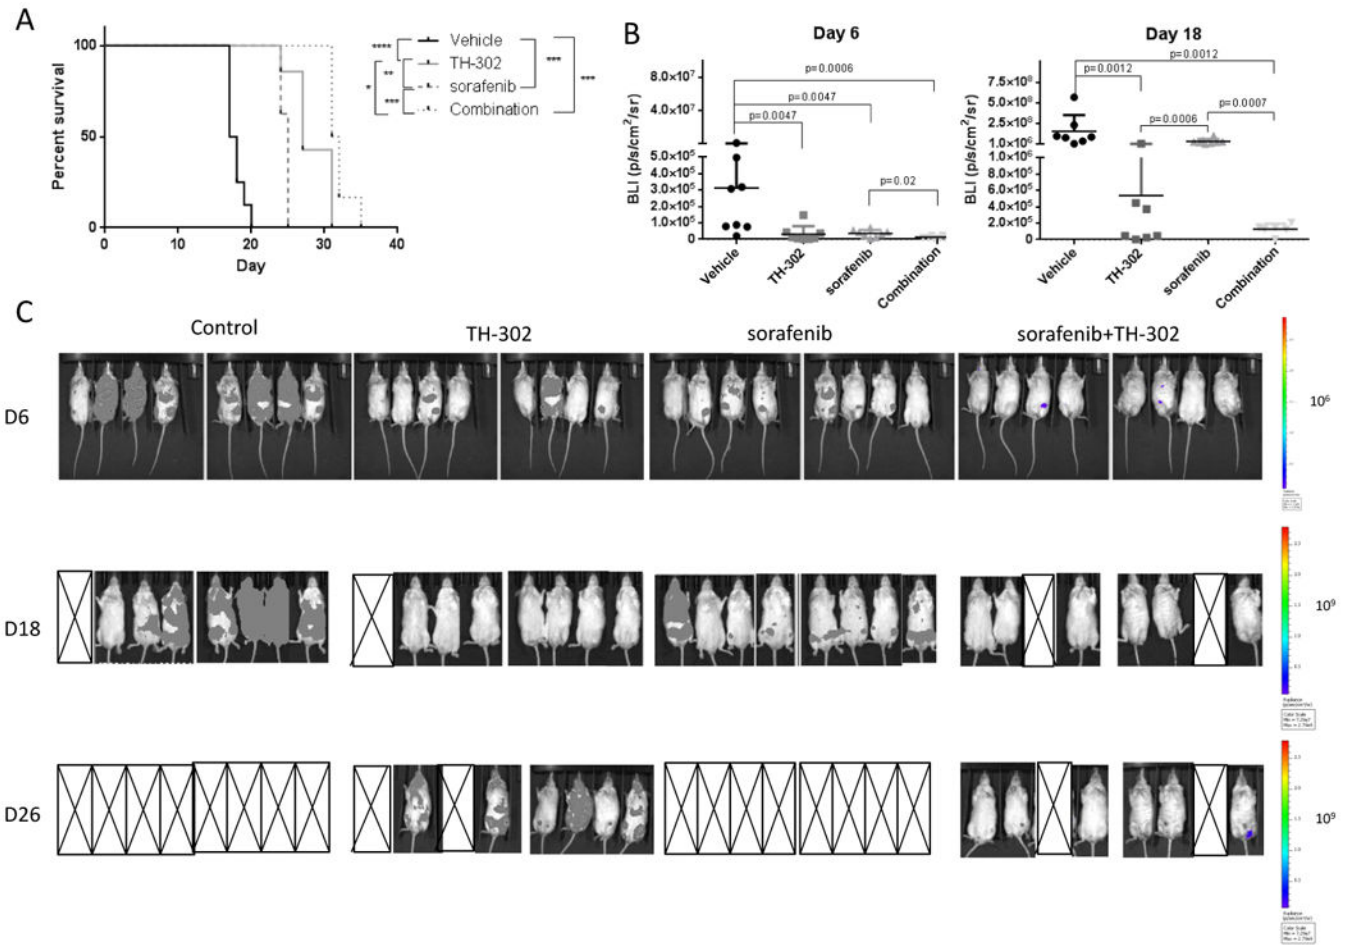 A
100
50
0
Percent survival
0 10 20 30 40
Day
**** Vehicle
TH-302
** sorafenib
*** Combination
*
***
***
B
Day 6
p=0.0006
p=0.0047
p=0.0047
p=0.02
8.0×10⁷
4.0×10⁷
5.0×10⁵
4.0×10⁵
3.0×10⁵
2.0×10⁵
1.0×10⁵
0
BLI (p/s/cm²/sr)
Vehicle
TH-302
sorafenib
Combination
Day 18
p=0.0012
p=0.0012
p=0.0007
p=0.0006
7.5×10⁸
5.0×10⁸
2.5×10⁸
1.0×10⁶
1.0×10⁶
8.0×10⁵
6.0×10⁵
4.0×10⁵
2.0×10⁵
0
BLI (p/s/cm²/sr)
Vehicle
TH-302
sorafenib
Combination
C
Control TH-302 sorafenib sorafenib+TH-302
D6
10⁶
D18
10⁹
D26
10⁹